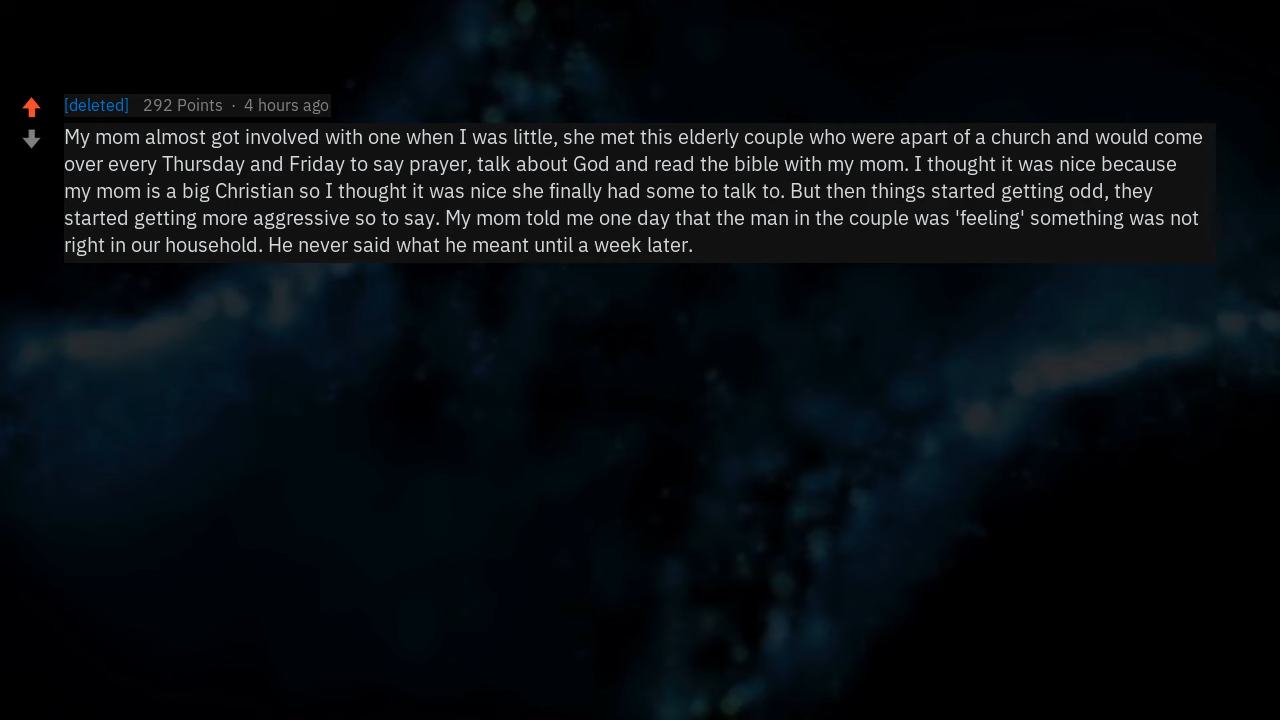 [deleted] 292 Points · 4 hours ago
My mom almost got involved with one when I was little, she met this elderly couple who were apart of a church and would come
over every Thursday and Friday to say prayer, talk about God and read the bible with my mom. I thought it was nice because
my mom is a big Christian so I thought it was nice she finally had some to talk to. But then things started getting odd, they
started getting more aggressive so to say. My mom told me one day that the man in the couple was 'feeling' something was not
right in our household. He never said what he meant until a week later.